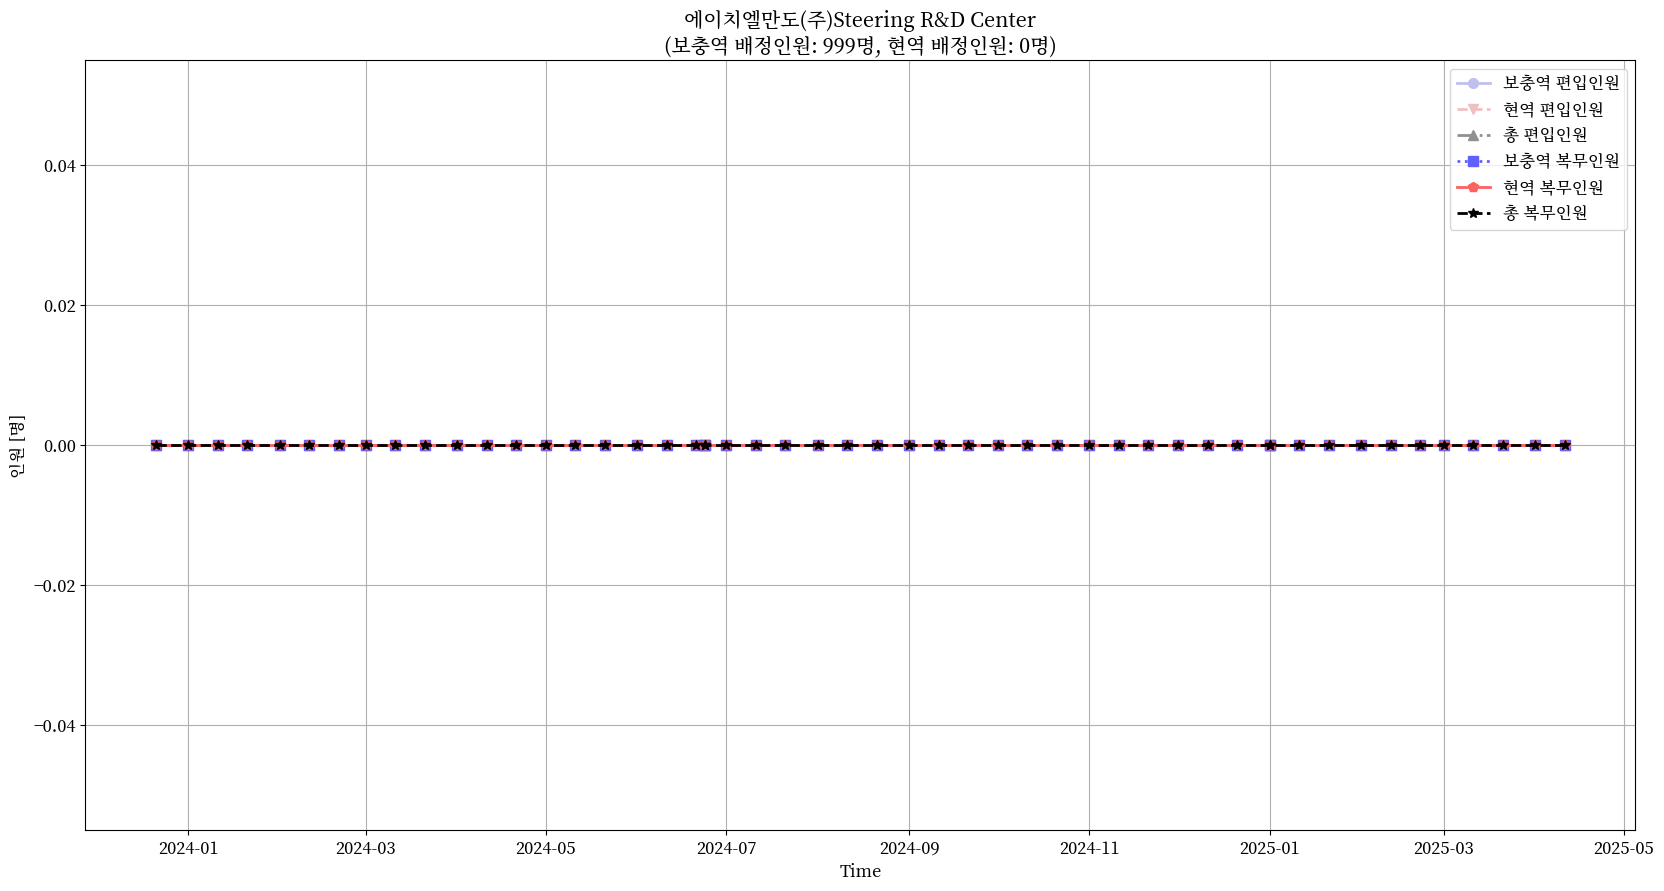 에이치엘만도(주)Steering R&D Center
(보충역 배정인원: 999명, 현역 배정인원: 0명)
보충역 편입인원
현역 편입인원
총 편입인원
보충역 복무인원
현역 복무인원
총 복무인원
0.04
0.02
0.00
−0.02
−0.04
인원 [명]
2024-01
2024-03
2024-05
2024-07
2024-09
2024-11
2025-01
2025-03
2025-05
Time